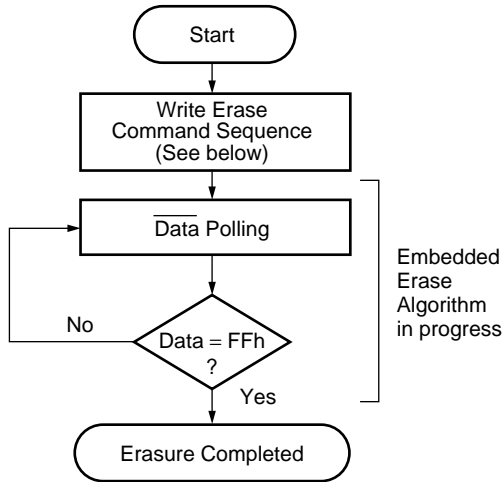 Start
Write Erase
Command Sequence
(See below)
Data Polling
Embedded
Erase
Algorithm
in progress
No
Data = FFh
?
Yes
Erasure Completed